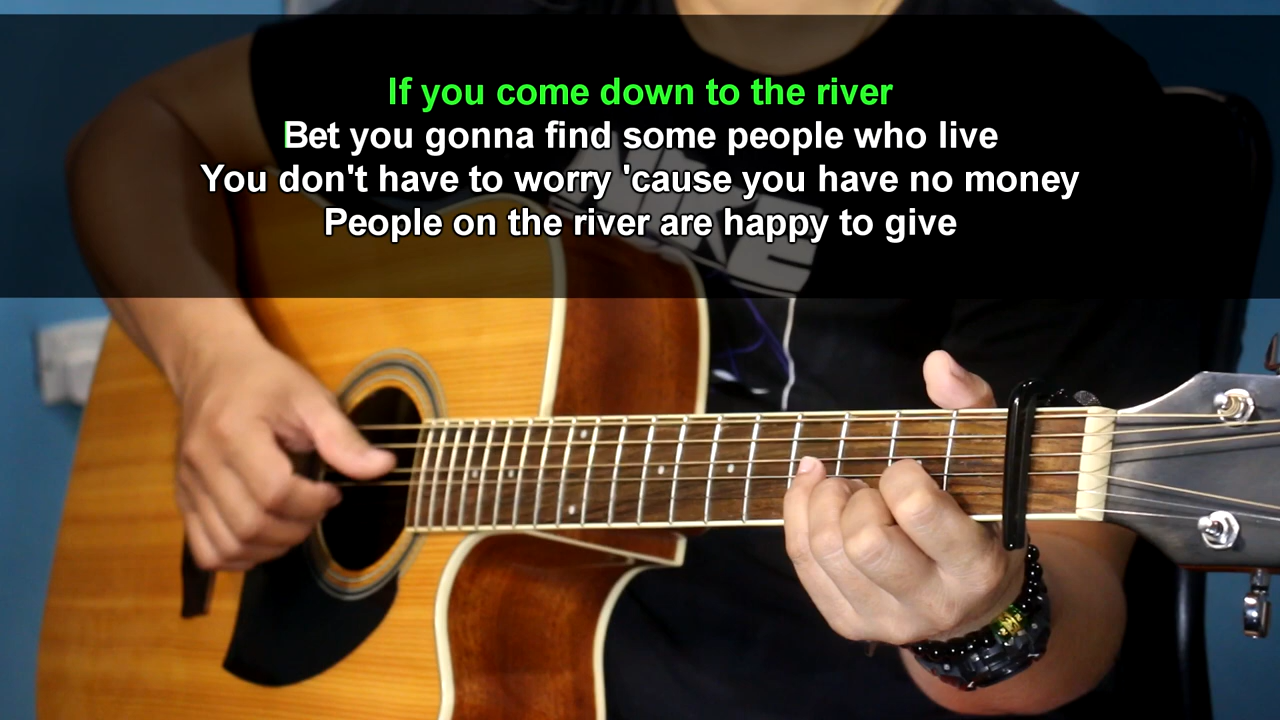 If you come down to the river
Bet you gonna find some people who live
You don't have to worry 'cause you have no money
People on the river are happy to give
NIKE